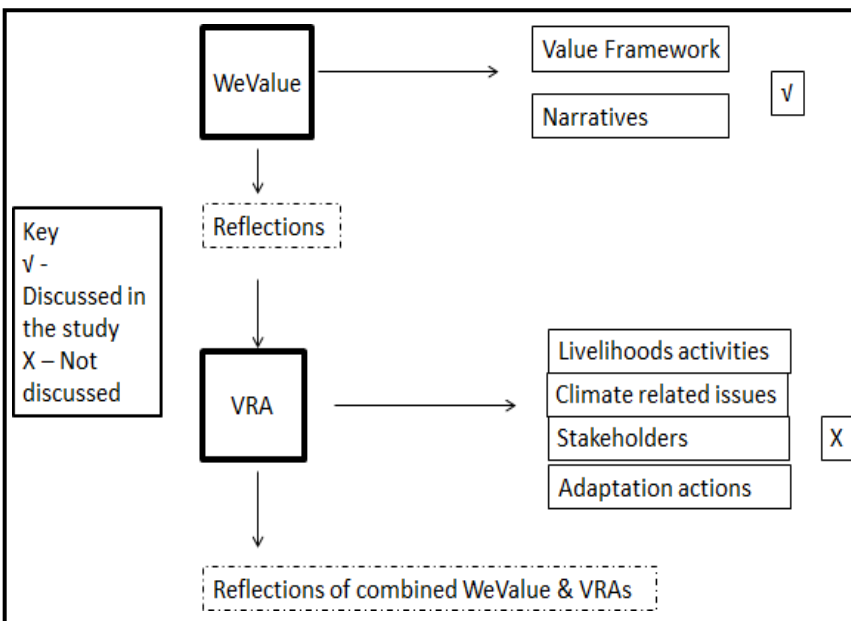 WeValue
Value Framework
√
Narratives
Reflections
Key
√ -
Discussed in
the study
X – Not
discussed
VRA
Livelihoods activities
Climate related issues
Stakeholders
X
Adaptation actions
Reflections of combined WeValue & VRAs